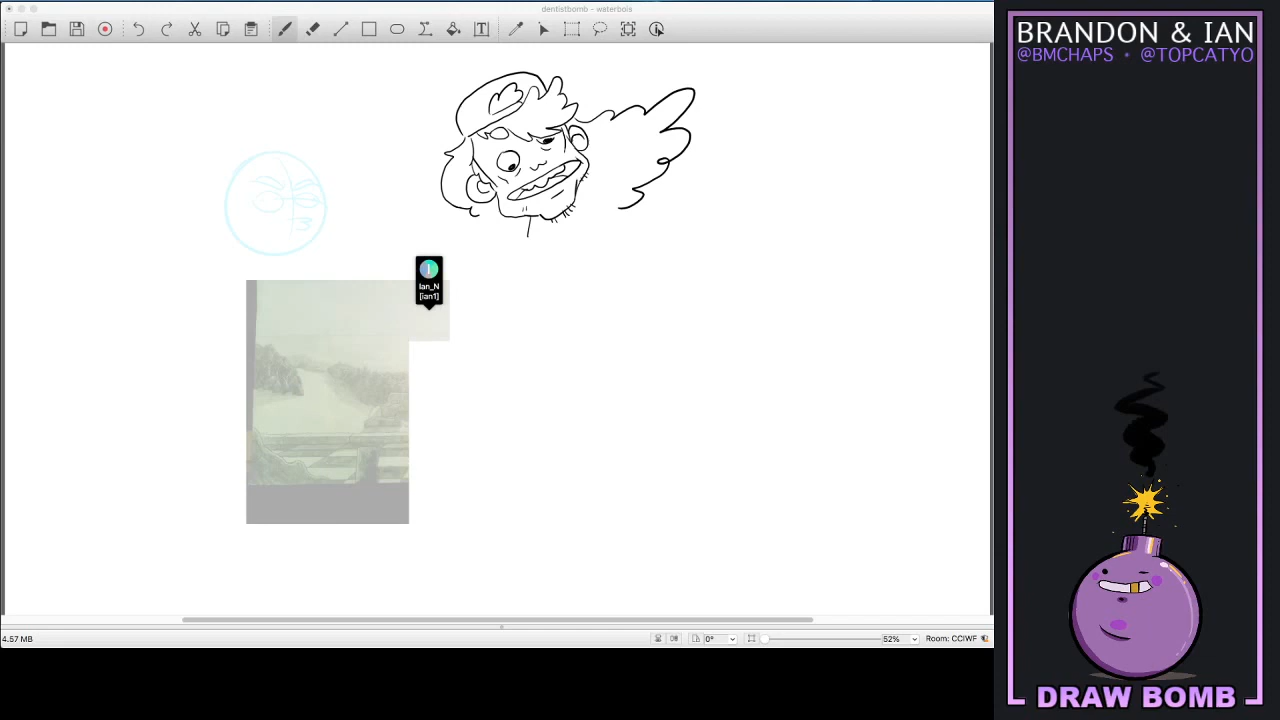 dentistbomb - waterbois
BRANDON & IAN
@BMCHAPS • @TOPCATYO
T
Ian_N
[ian1]
4.57 MB
0°
52%
Room: CCIWF
DRAW BOMB